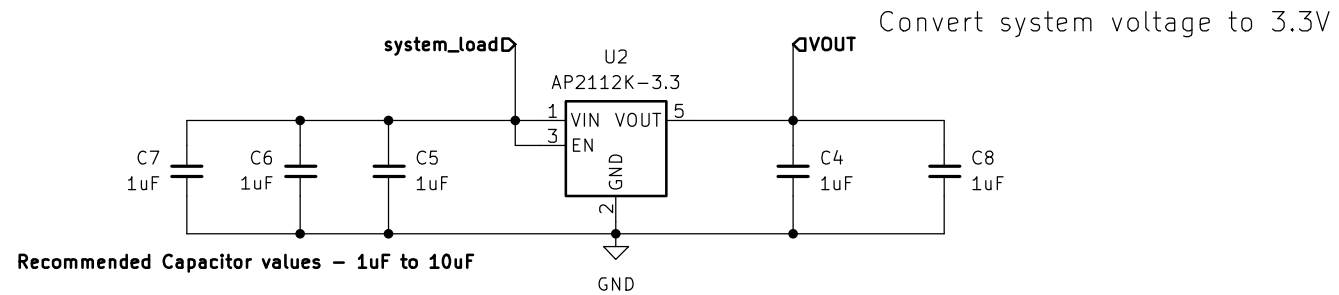 Convert system voltage to 3.3V
system_load
VOUT
U2
AP2112K-3.3
1 VIN VOUT 5
3 EN
GND
2
C7
1uF
C6
1uF
C5
1uF
C4
1uF
C8
1uF
Recommended Capacitor values - 1uF to 10uF
GND